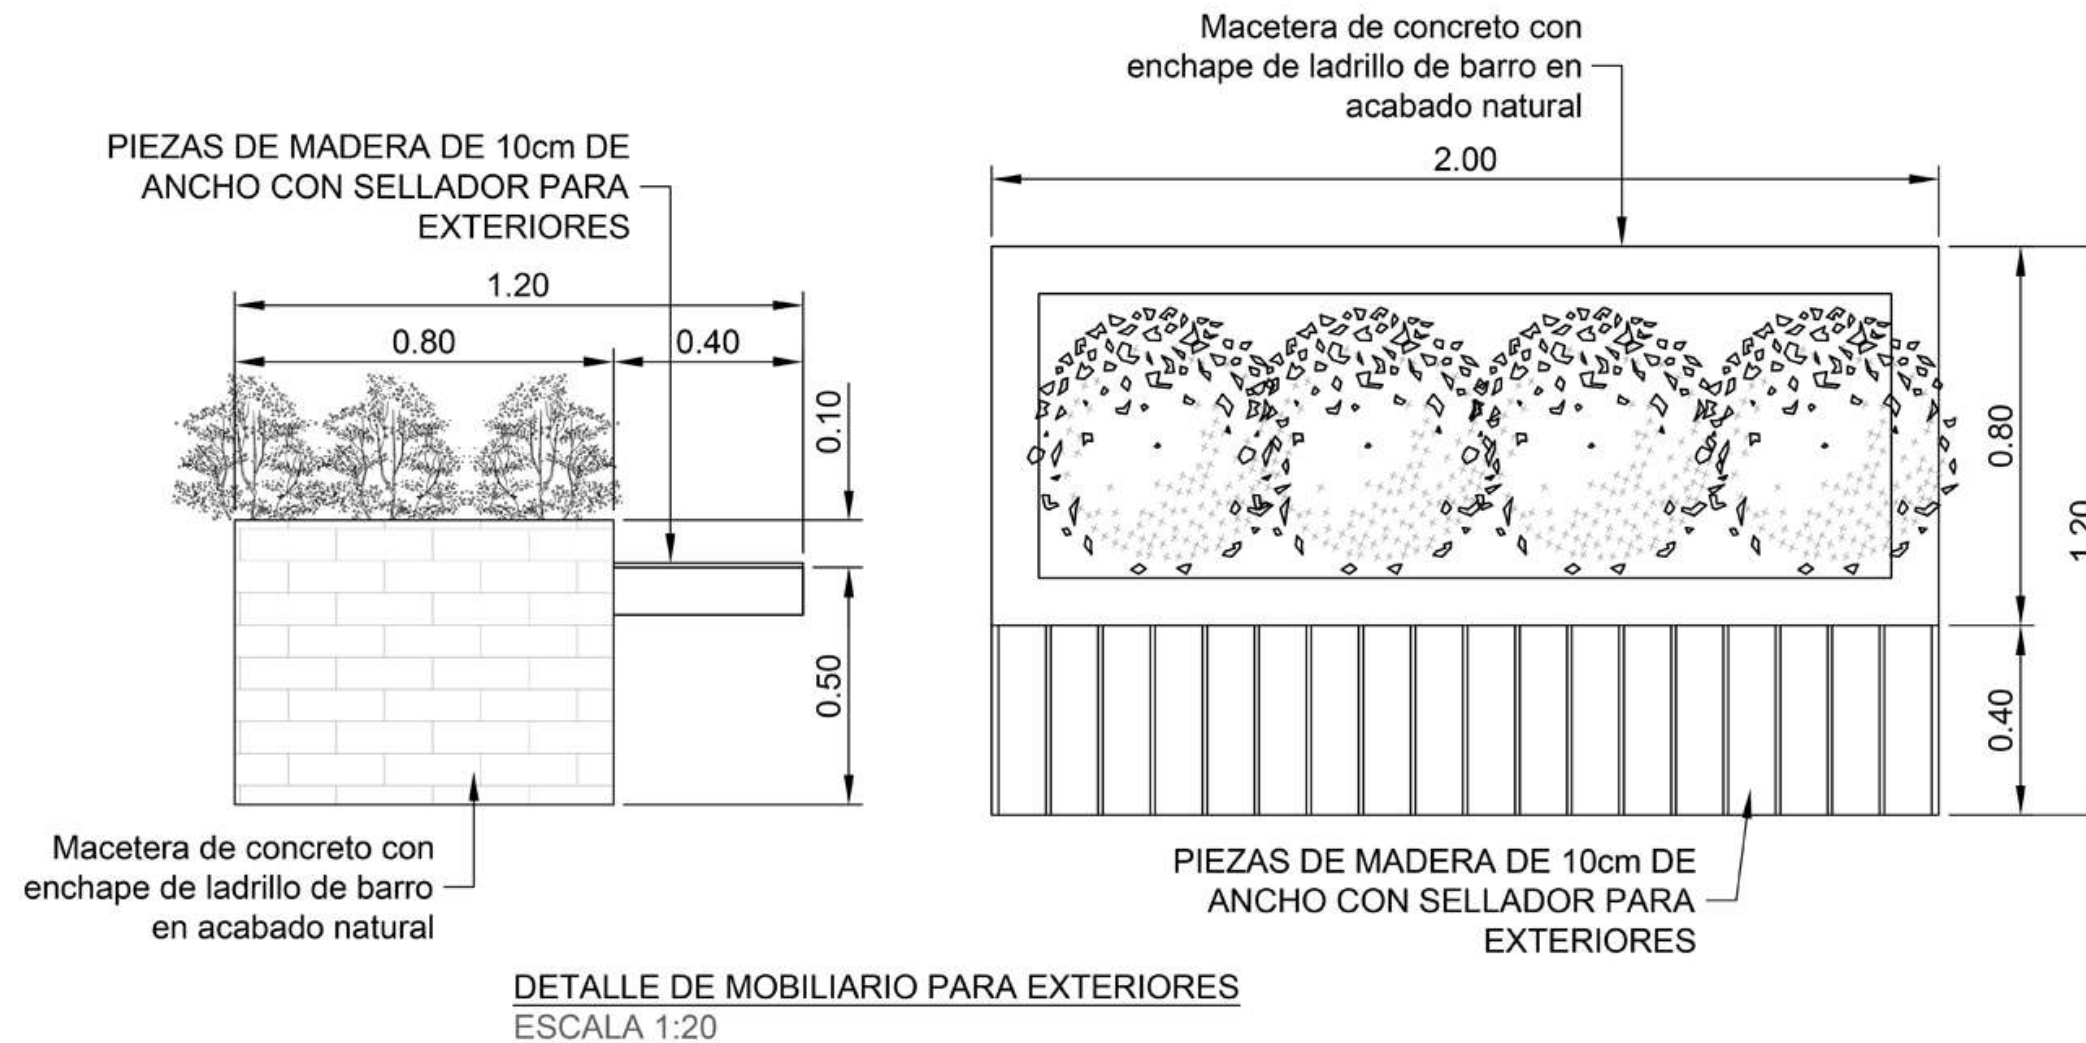 Macetera de concreto con
enchape de ladrillo de barro en
acabado natural
PIEZAS DE MADERA DE 10cm DE
ANCHO CON SELLADOR PARA
EXTERIORES
2.00
1.20
0.80
0.40
0.10
0.50
0.80
0.40
1.20
Macetera de concreto con
enchape de ladrillo de barro
en acabado natural
PIEZAS DE MADERA DE 10cm DE
ANCHO CON SELLADOR PARA
EXTERIORES
DETALLE DE MOBILIARIO PARA EXTERIORES
ESCALA 1:20